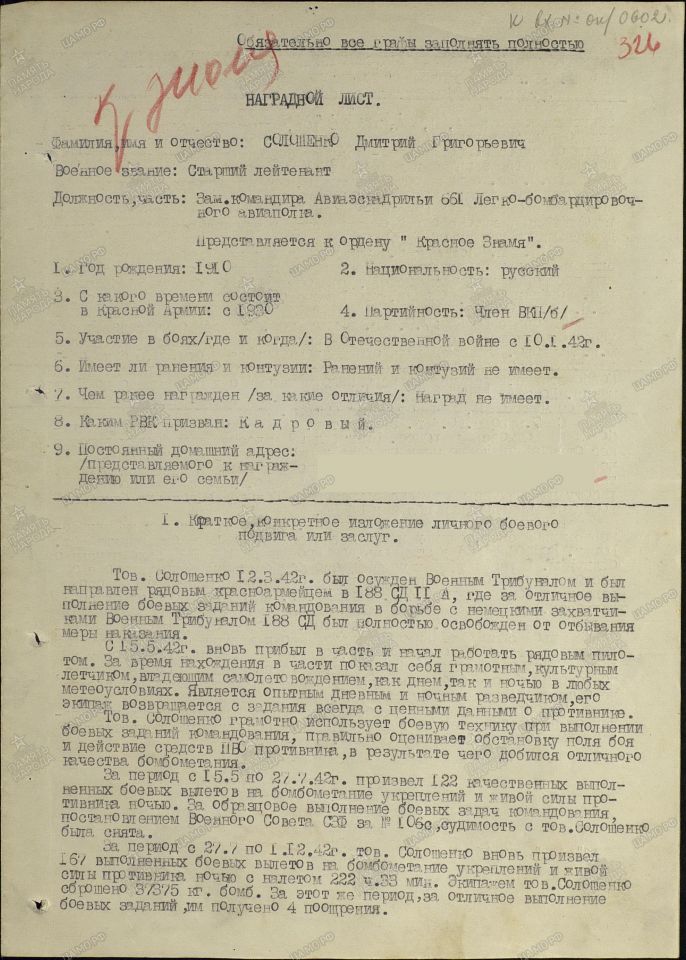 к вх. №
326
Обязательно все графы заполнять полностью
НАГРАДНОЙ ЛИСТ.
Фамилия,имя и отчество: СОЛОШЕНКО Дмитрий Григорьевич
Военное звание: Старший лейтенант
Должность,часть: Зам.командира Авиаэскадрильи 661 Легко-бомбардировоч-
ного авиаполка.
Представляется к ордену " Красное Знамя".
1. Год рождения: 1910 2. Национальность: русский
3. С какого времени состоит
в Красной Армии: с 1930 4. Партийность: Член ВКП/б/
5. Участие в боях/где и когда/: В Отечественной войне с 10.1.42г.
6. Имеет ли ранения и контузии: Ранений и контузий не имеет.
7. Чем ранее награжден /за какие отличия/: Наград не имеет.
8. Каким РВК призван: К а д р о в ы й.
9. Постоянный домашний адрес:
/представляемого к награж-
дению или его семьи/
I. Краткое,конкретное изложение личного боевого
подвига или заслуг.
Тов. Солошенко 12.3.42г. был осужден Военным Трибуналом и был
направлен рядовым красноармейцем в 188 СД II А, где за отличное вы-
полнение боевых заданий командования в борьбе с немецкими захватчи-
ками Военным Трибуналом 188 СД был полностью освобожден от отбывания
меры наказания.
С 15.5.42г. вновь прибыл в часть и начал работать рядовым пило-
том. За время нахождения в части показал себя грамотным,культурным
летчиком,владеющим самолетовождением,как днем,так и ночью в любых
метеоусловиях. Является опытным дневным и ночным разведчиком,его
экипаж возвращается с задания всегда с ценными данными о противнике.
Тов. Солошенко грамотно использует боевую технику при выполнении
боевых заданий командования, правильно оценивает обстановку поля боя
и действие средств ПВО противника,в результате чего добился отличного
качества бомбометания.
За период с 15.5 по 27.7.42г. произвел 122 качественных выпол-
ненных боевых вылетов на бомбометание укреплений и живой силы про-
тивника ночью. За образцовое выполнение боевых задач командования,
постановлением Военного Совета СЗФ за № 106с,судимость с тов.Солошенко
была снята.
За период с 27.7 по 1.12.42г. тов. Солошенко вновь произвел
167 выполненных боевых вылетов на бомбометание укреплений и живой
силы противника ночью с налетом 222 ч.33 мин. Экипажем тов.Солошенко
сброшено 37375 кг. бомб. За этот же период,за отличное выполнение
боевых заданий,им получено 4 поощрения.
ПАМЯТЬ НАРОДА
ЦАМО.РФ